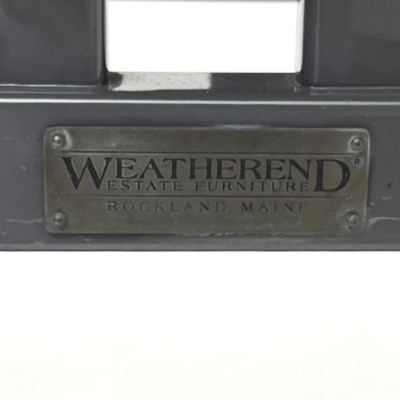 WEATHEREND®
ESTATE FURNITURE
ROCKLAND, MAINE